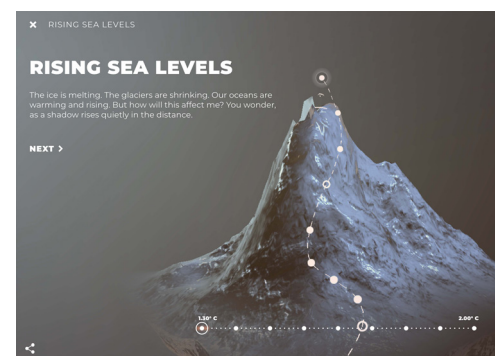 × RISING SEA LEVELS
RISING SEA LEVELS
The ice is melting. The glaciers are shrinking. Our oceans are
warming and rising. But how will this affect me? You wonder,
as a shadow rises quietly in the distance.
NEXT >
1.50° C 2.00° C